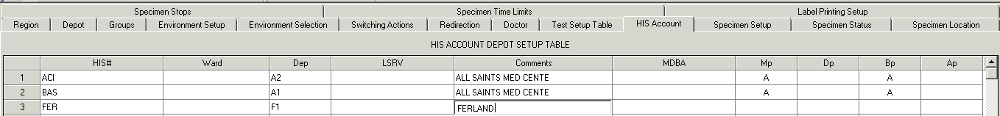 Specimen Stops Specimen Time Limits Label Printing Setup
Region Depot Groups Environment Setup Environment Selection Switching Actions Redirection Doctor Test Setup Table HIS Account Specimen Setup Specimen Status Specimen Location
HIS ACCOUNT DEPOT SETUP TABLE
HIS# Ward Dep LSRV Comments MDBA Mp Dp Bp Ap
1 ACI A2 ALL SAINTS MED CENTE A A
2 BAS A1 ALL SAINTS MED CENTE A A
3 FER F1 FERLAND